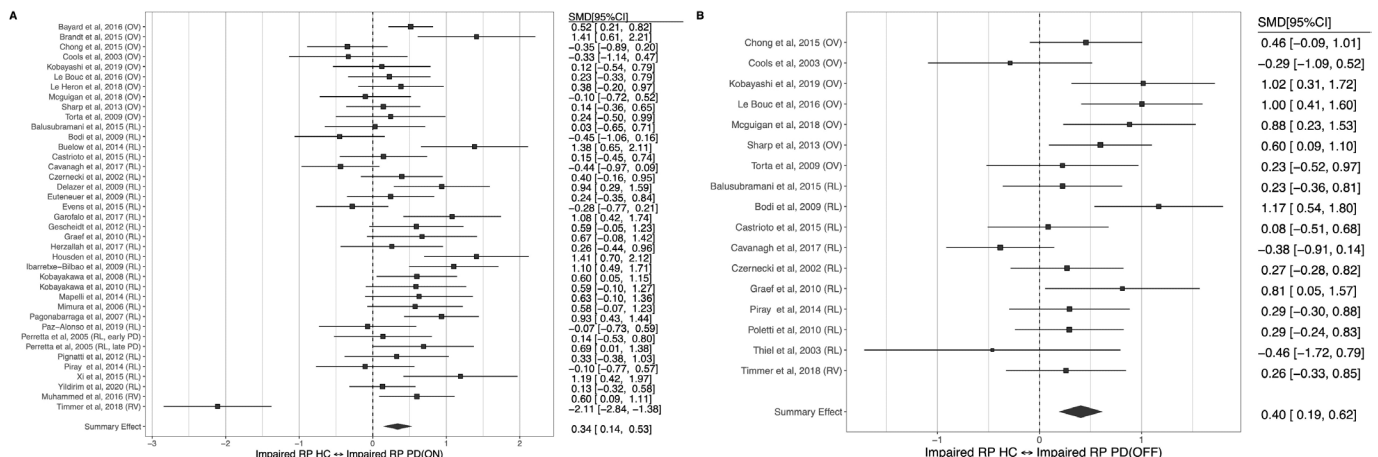 A
SMD[95%CI]
Bayard et al, 2016 (OV) 0.52 [ 0.21, 0.82]
Brandt et al, 2015 (OV) 1.41 [ 0.61, 2.21]
Chong et al, 2015 (OV) −0.35 [−0.89, 0.20]
Cools et al, 2003 (OV) −0.33 [−1.14, 0.47]
Kobayashi et al, 2019 (OV) 0.12 [−0.54, 0.79]
Le Bouc et al, 2016 (OV) 0.23 [−0.33, 0.79]
Le Heron et al, 2018 (OV) 0.38 [−0.20, 0.97]
Mcguigan et al, 2018 (OV) −0.10 [−0.72, 0.52]
Sharp et al, 2013 (OV) 0.14 [−0.36, 0.65]
Torta et al, 2009 (OV) 0.24 [−0.50, 0.99]
Balusubramani et al, 2015 (RL) 0.03 [−0.65, 0.71]
Bodi et al, 2009 (RL) −0.45 [−1.06, 0.16]
Buelow et al, 2014 (RL) 1.38 [ 0.65, 2.11]
Castrioto et al, 2015 (RL) 0.15 [−0.45, 0.74]
Cavanagh et al, 2017 (RL) −0.44 [−0.97, 0.09]
Czernecki et al, 2002 (RL) 0.40 [−0.16, 0.95]
Delazer et al, 2009 (RL) 0.94 [ 0.29, 1.59]
Euteneuer et al, 2009 (RL) 0.24 [−0.35, 0.84]
Evens et al, 2015 (RL) −0.28 [−0.77, 0.21]
Garofalo et al, 2017 (RL) 1.08 [ 0.42, 1.74]
Gescheidt et al, 2012 (RL) 0.59 [−0.05, 1.23]
Graef et al, 2010 (RL) 0.67 [−0.08, 1.42]
Herzallah et al, 2017 (RL) 0.26 [−0.44, 0.96]
Housden et al, 2010 (RL) 1.41 [ 0.70, 2.12]
Ibarretxe−Bilbao et al, 2009 (RL) 1.10 [ 0.49, 1.71]
Kobayakawa et al, 2008 (RL) 0.60 [ 0.05, 1.15]
Kobayakawa et al, 2010 (RL) 0.59 [−0.10, 1.27]
Mapelli et al, 2014 (RL) 0.63 [−0.10, 1.36]
Mimura et al, 2006 (RL) 0.58 [−0.07, 1.23]
Pagonabarraga et al, 2007 (RL) 0.93 [ 0.43, 1.44]
Paz−Alonso et al, 2019 (RL) −0.07 [−0.73, 0.59]
Perretta et al, 2005 (RL, early PD) 0.14 [−0.53, 0.80]
Perretta et al, 2005 (RL, late PD) 0.69 [ 0.01, 1.38]
Pignatti et al, 2012 (RL) 0.33 [−0.38, 1.03]
Piray et al, 2014 (RL) −0.10 [−0.77, 0.57]
Xi et al, 2015 (RL) 1.19 [ 0.42, 1.97]
Yildirim et al, 2020 (RL) 0.13 [−0.32, 0.58]
Muhammed et al, 2016 (RV) 0.60 [ 0.09, 1.11]
Timmer et al, 2018 (RV) −2.11 [−2.84, −1.38]
Summary Effect 0.34 [ 0.14, 0.53]
−3 −2 −1 0 1 2
Impaired RP HC ↔ Impaired RP PD(ON)
B
SMD[95%CI]
Chong et al, 2015 (OV) 0.46 [−0.09, 1.01]
Cools et al, 2003 (OV) −0.29 [−1.09, 0.52]
Kobayashi et al, 2019 (OV) 1.02 [ 0.31, 1.72]
Le Bouc et al, 2016 (OV) 1.00 [ 0.41, 1.60]
Mcguigan et al, 2018 (OV) 0.88 [ 0.23, 1.53]
Sharp et al, 2013 (OV) 0.60 [ 0.09, 1.10]
Torta et al, 2009 (OV) 0.23 [−0.52, 0.97]
Balusubramani et al, 2015 (RL) 0.23 [−0.36, 0.81]
Bodi et al, 2009 (RL) 1.17 [ 0.54, 1.80]
Castrioto et al, 2015 (RL) 0.08 [−0.51, 0.68]
Cavanagh et al, 2017 (RL) −0.38 [−0.91, 0.14]
Czernecki et al, 2002 (RL) 0.27 [−0.28, 0.82]
Graef et al, 2010 (RL) 0.81 [ 0.05, 1.57]
Piray et al, 2014 (RL) 0.29 [−0.30, 0.88]
Poletti et al, 2010 (RL) 0.29 [−0.24, 0.83]
Thiel et al, 2003 (RL) −0.46 [−1.72, 0.79]
Timmer et al, 2018 (RV) 0.26 [−0.33, 0.85]
Summary Effect 0.40 [ 0.19, 0.62]
−1 0 1
Impaired RP HC ↔ Impaired RP PD(OFF)